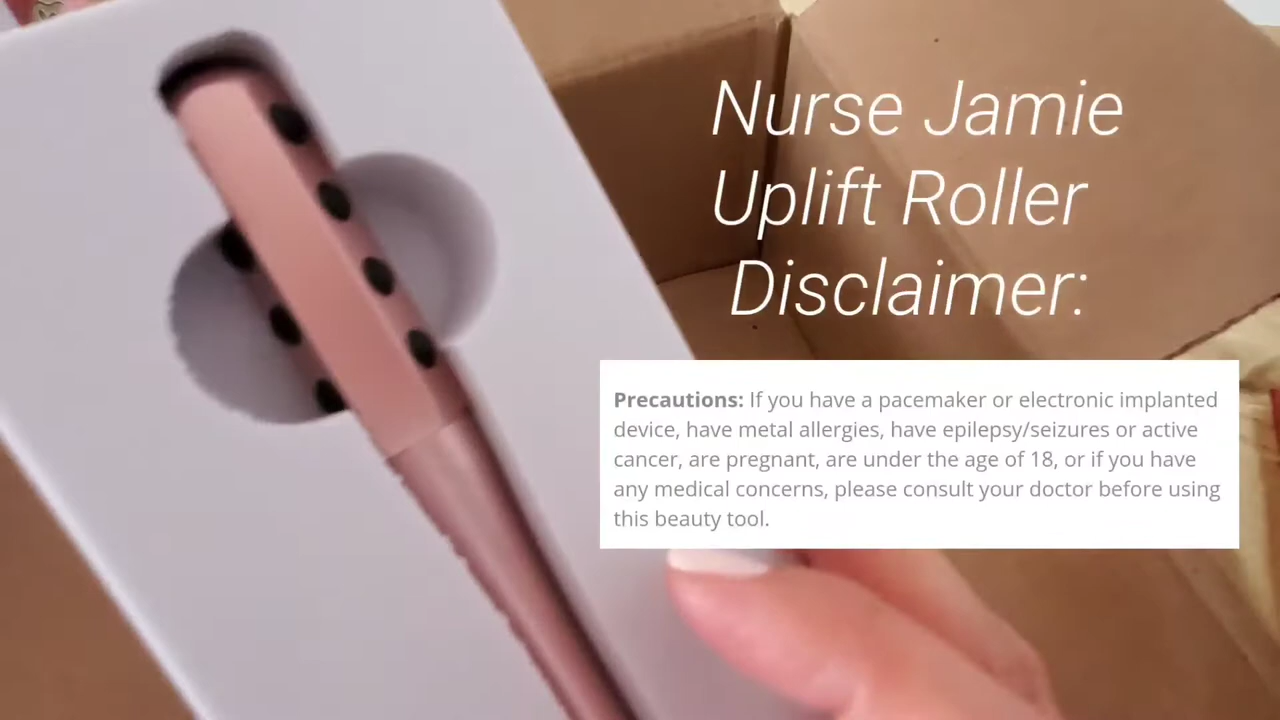 Nurse Jamie
Uplift Roller
Disclaimer:
Precautions: If you have a pacemaker or electronic implanted
device, have metal allergies, have epilepsy/seizures or active
cancer, are pregnant, are under the age of 18, or if you have
any medical concerns, please consult your doctor before using
this beauty tool.